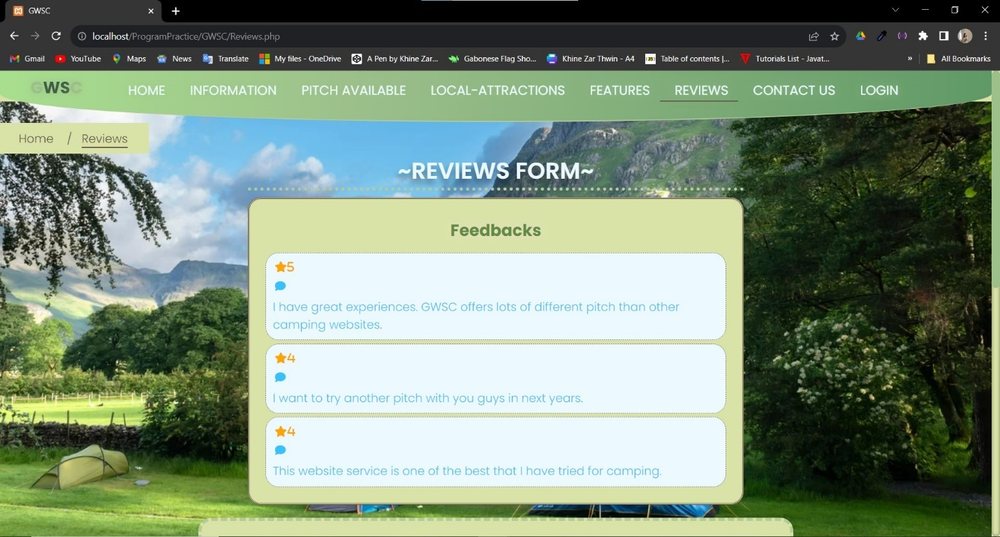 GWSC
localhost/ProgramPractice/GWSC/Reviews.php
Gmail YouTube Maps News Translate My files - OneDrive A Pen by Khine Zar... Gabonese Flag Sho... Khine Zar Thwin - A4 Table of contents |... Tutorials List - Javat... » All Bookmarks
GWSC HOME INFORMATION PITCH AVAILABLE LOCAL-ATTRACTIONS FEATURES REVIEWS CONTACT US LOGIN
Home / Reviews
~REVIEWS FORM~
Feedbacks
5
I have great experiences. GWSC offers lots of different pitch than other
camping websites.
4
I want to try another pitch with you guys in next years.
4
This website service is one of the best that I have tried for camping.